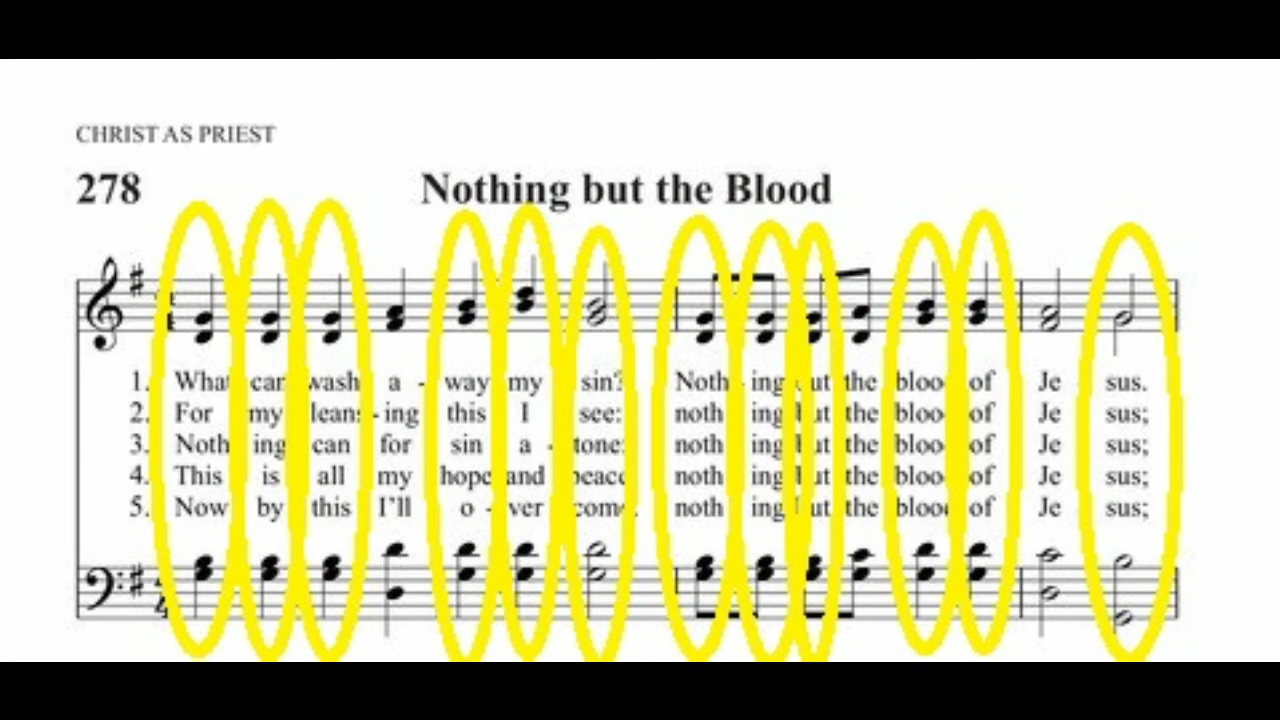 CHRIST AS PRIEST
278 Nothing but the Blood
1. What can wash a - way my sin? Noth - ing but the blood of Je sus.
2. For my cleans - ing this I see: noth ing but the blood of Je sus;
3. Noth ing can for sin a - tone: noth ing but the blood of Je sus;
4. This is all my hope and peace noth ing but the blood of Je sus;
5. Now by this I'll o - ver come. noth ing but the blood of Je sus;